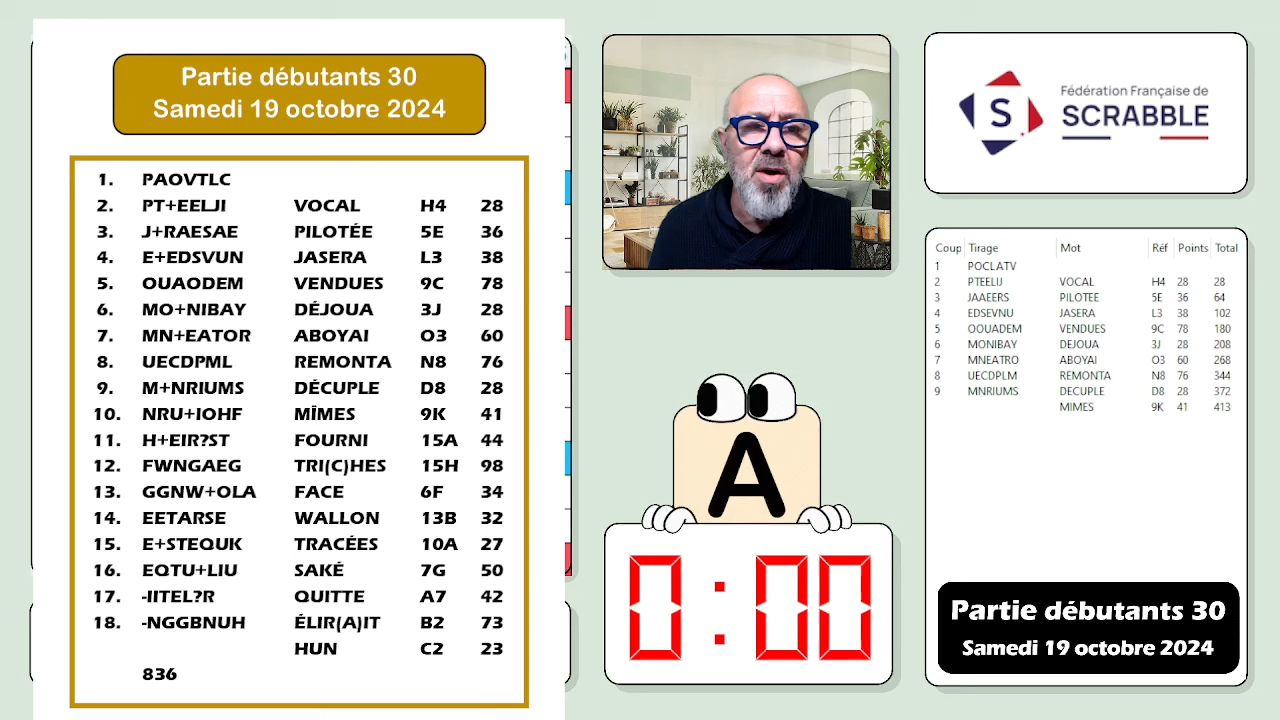 Partie débutants 30
Samedi 19 octobre 2024
1. PAOVTLC
2. PT+EELJI VOCAL H4 28
3. J+RAESAE PILOTÉE 5E 36
4. E+EDSVUN JASERA L3 38
5. OUAODEM VENDUES 9C 78
6. MO+NIBAY DÉJOUA 3J 28
7. MN+EATOR ABOYAI O3 60
8. UECDPML REMONTA N8 76
9. M+NRIUMS DÉCUPLE D8 28
10. NRU+IOHF MÎMES 9K 41
11. H+EIR?ST FOURNI 15A 44
12. FWNGAEG TRI(C)HES 15H 98
13. GGNW+OLA FACE 6F 34
14. EETARSE WALLON 13B 32
15. E+STEQUK TRACÉES 10A 27
16. EQTU+LIU SAKÉ 7G 50
17. -IITEL?R QUITTE A7 42
18. -NGGBNUH ÉLIR(A)IT B2 73
HUN C2 23
836
A
0:00
S
Fédération Française de
SCRABBLE
Coup Tirage Mot Réf Points Total
1 POCLATV
2 PTEELIJ VOCAL H4 28 28
3 JAAEERS PILOTEE 5E 36 64
4 EDSEVNU JASERA L3 38 102
5 OOUADEM VENDUES 9C 78 180
6 MONIBAY DEJOUA 3J 28 208
7 MNEATRO ABOYAI O3 60 268
8 UECDPLM REMONTA N8 76 344
9 MNRIUMS DECUPLE D8 28 372
MIMES 9K 41 413
Partie débutants 30
Samedi 19 octobre 2024